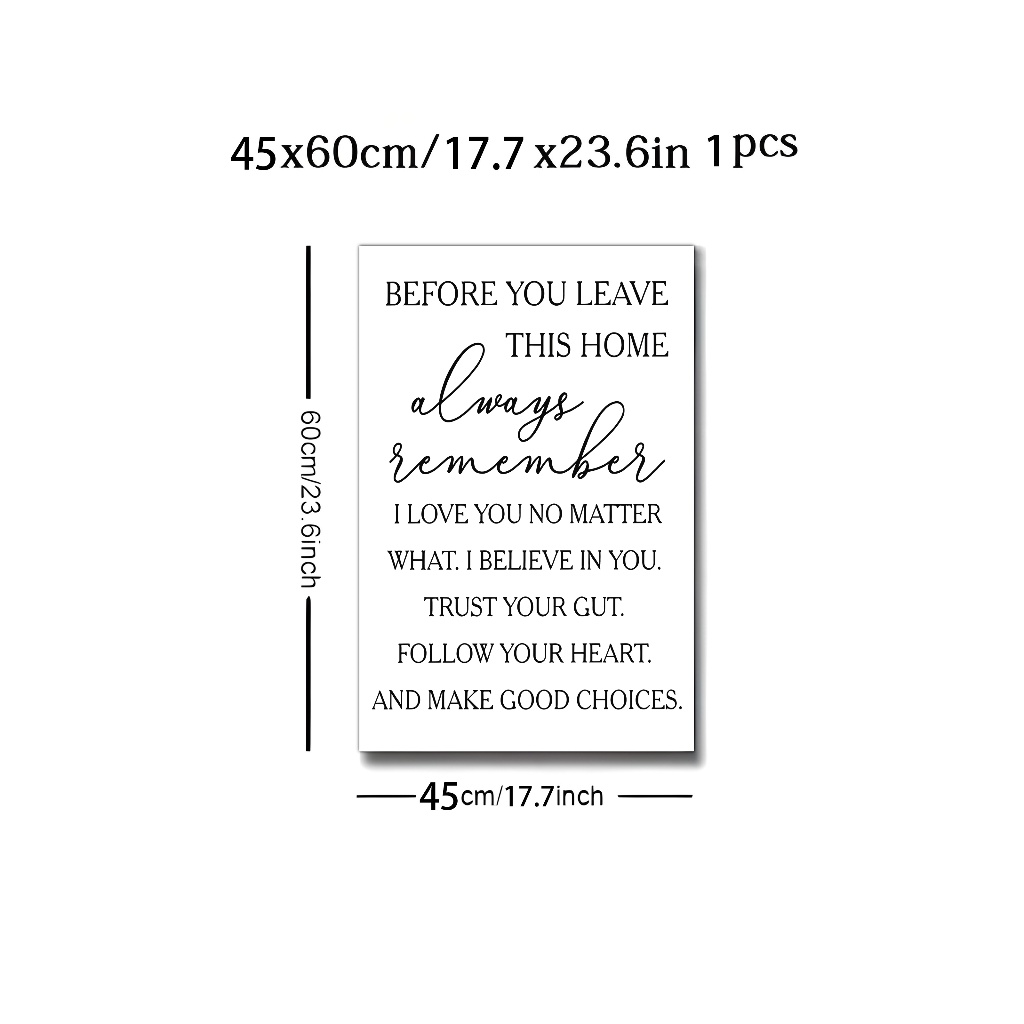 45x60cm/17.7 x23.6in 1pcs
BEFORE YOU LEAVE
THIS HOME
always
remember
I LOVE YOU NO MATTER
WHAT. I BELIEVE IN YOU.
TRUST YOUR GUT.
FOLLOW YOUR HEART.
AND MAKE GOOD CHOICES.
60cm/23.6inch
45cm/17.7inch